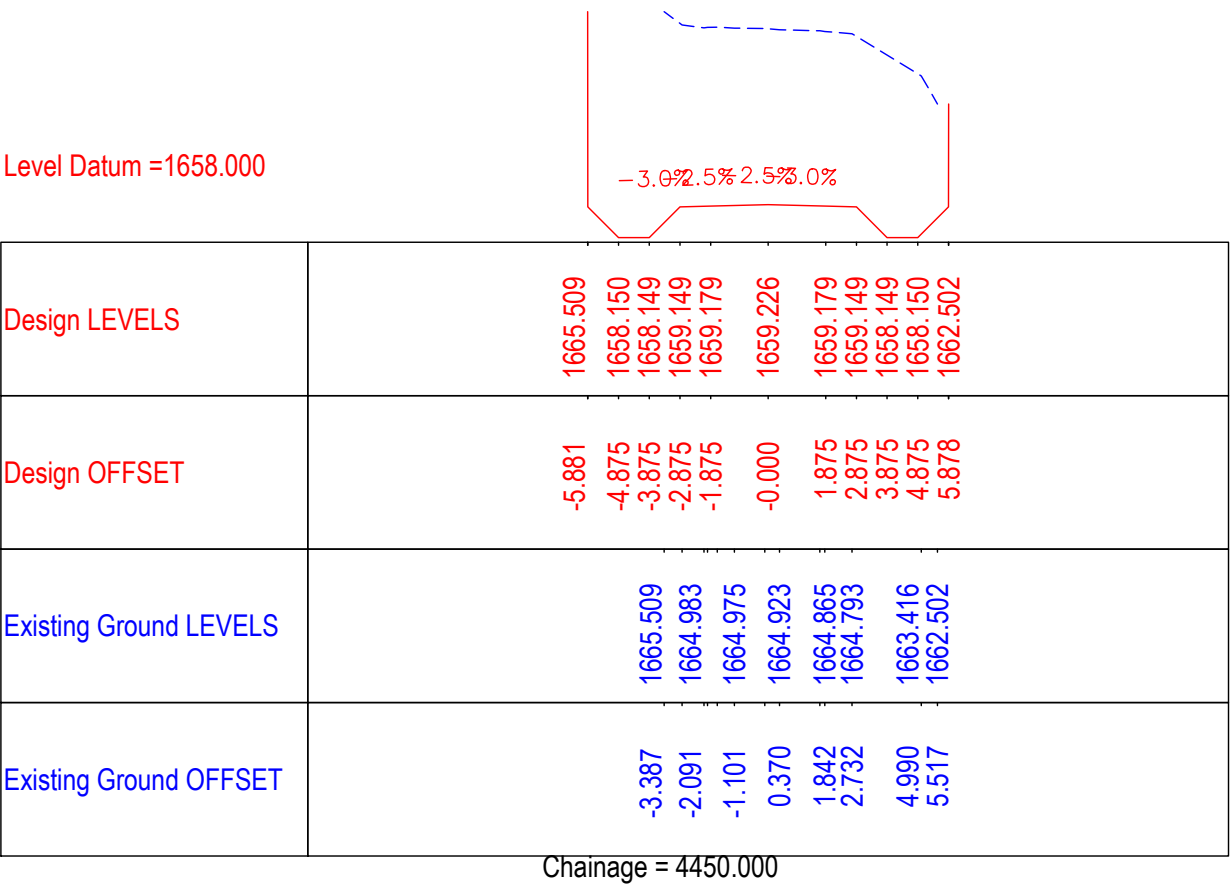 -3.0% -2.5% -2.5% -3.0%
Level Datum =1658.000
Design LEVELS 1665.509 1658.150 1658.149 1659.149 1659.179 1659.226 1659.179 1659.149 1658.149 1658.150 1662.502
Design OFFSET -5.881 -4.875 -3.875 -2.875 -1.875 -0.000 1.875 2.875 3.875 4.875 5.878
Existing Ground LEVELS 1665.509 1664.983 1664.975 1664.923 1664.865 1664.793 1663.416 1662.502
Existing Ground OFFSET -3.387 -2.091 -1.101 0.370 1.842 2.732 4.990 5.517
Chainage = 4450.000